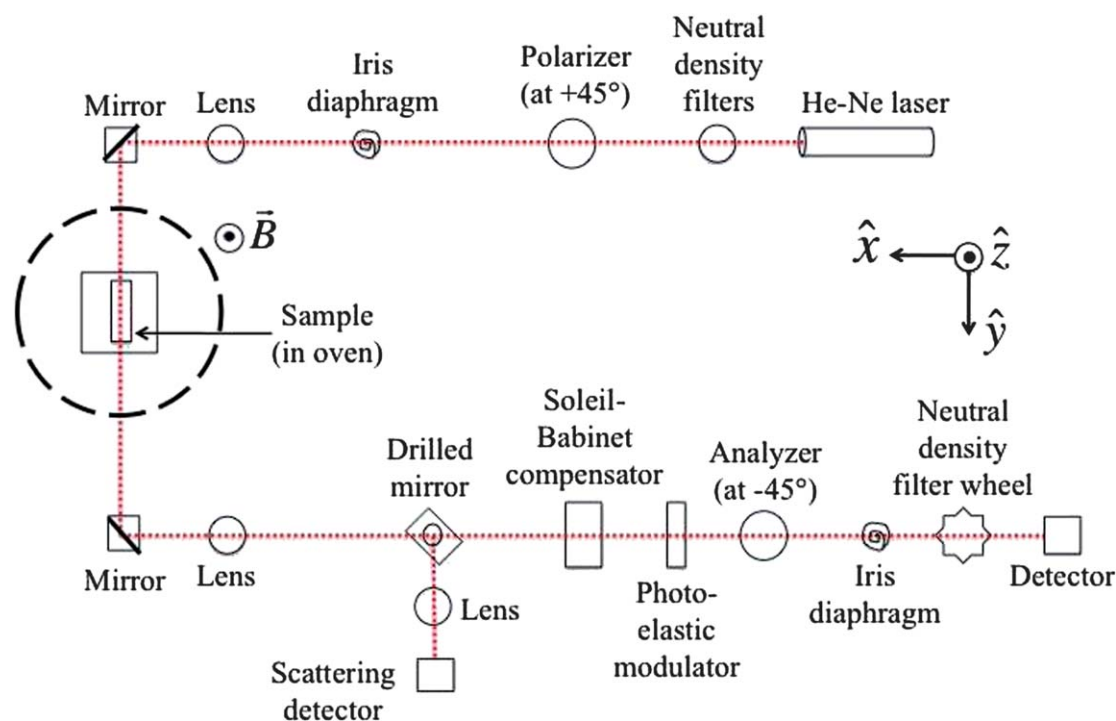 Mirror
Lens
Iris
diaphragm
Polarizer
(at +45°)
Neutral
density
filters
He-Ne laser
B
x̂
ẑ
ŷ
Sample
(in oven)
Mirror
Lens
Drilled
mirror
Lens
Scattering
detector
Soleil-
Babinet
compensator
Photo-
elastic
modulator
Analyzer
(at -45°)
Iris
diaphragm
Neutral
density
filter wheel
Detector